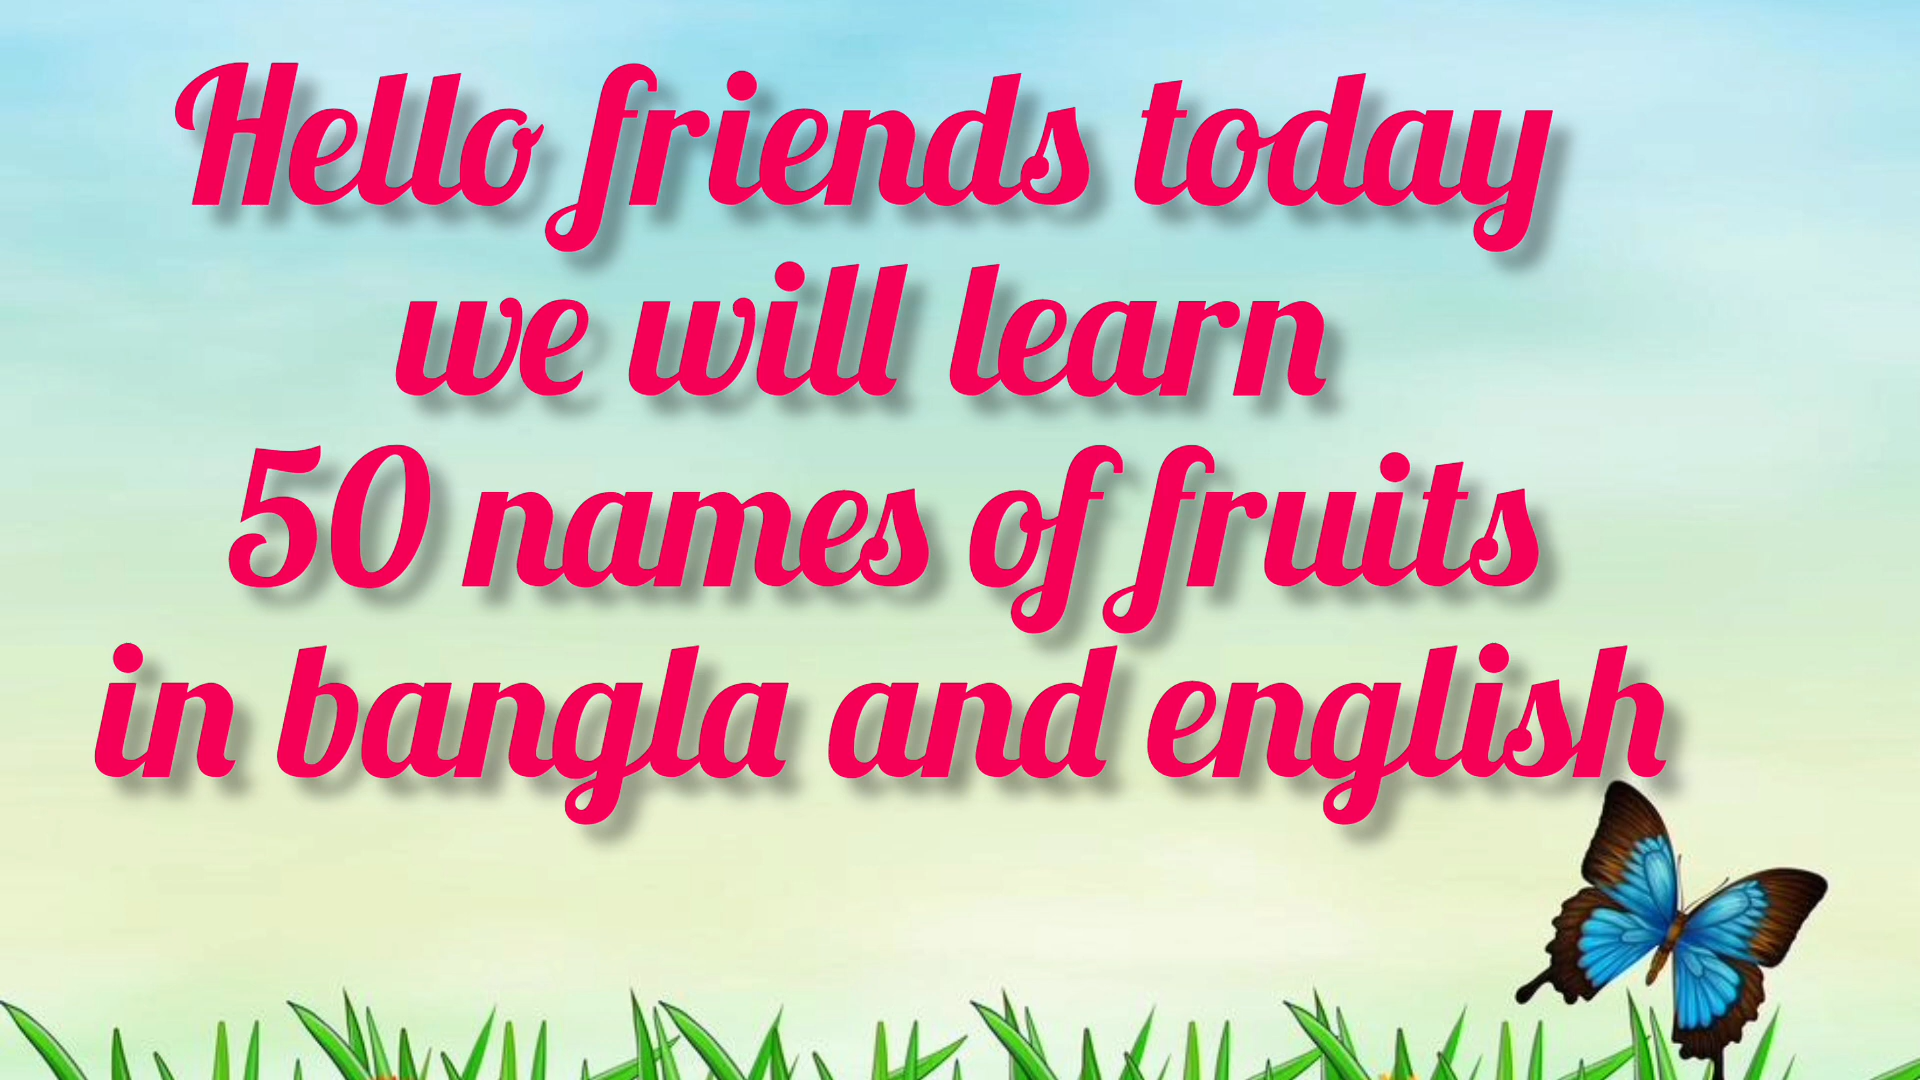 Hello friends today
we will learn
50 names of fruits
in bangla and english